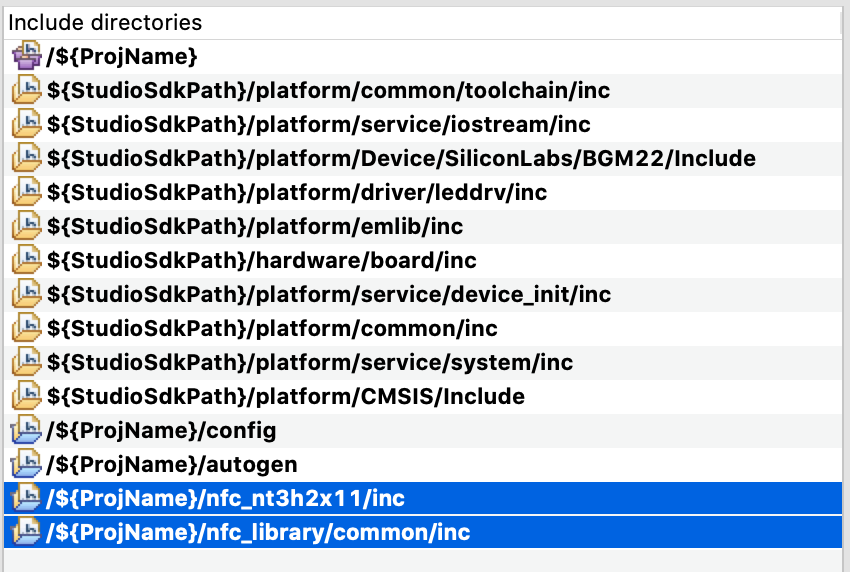 Include directories
/${ProjName}
${StudioSdkPath}/platform/common/toolchain/inc
${StudioSdkPath}/platform/service/iostream/inc
${StudioSdkPath}/platform/Device/SiliconLabs/BGM22/Include
${StudioSdkPath}/platform/driver/leddrv/inc
${StudioSdkPath}/platform/emlib/inc
${StudioSdkPath}/hardware/board/inc
${StudioSdkPath}/platform/service/device_init/inc
${StudioSdkPath}/platform/common/inc
${StudioSdkPath}/platform/service/system/inc
${StudioSdkPath}/platform/CMSIS/Include
/${ProjName}/config
/${ProjName}/autogen
/${ProjName}/nfc_nt3h2x11/inc
/${ProjName}/nfc_library/common/inc